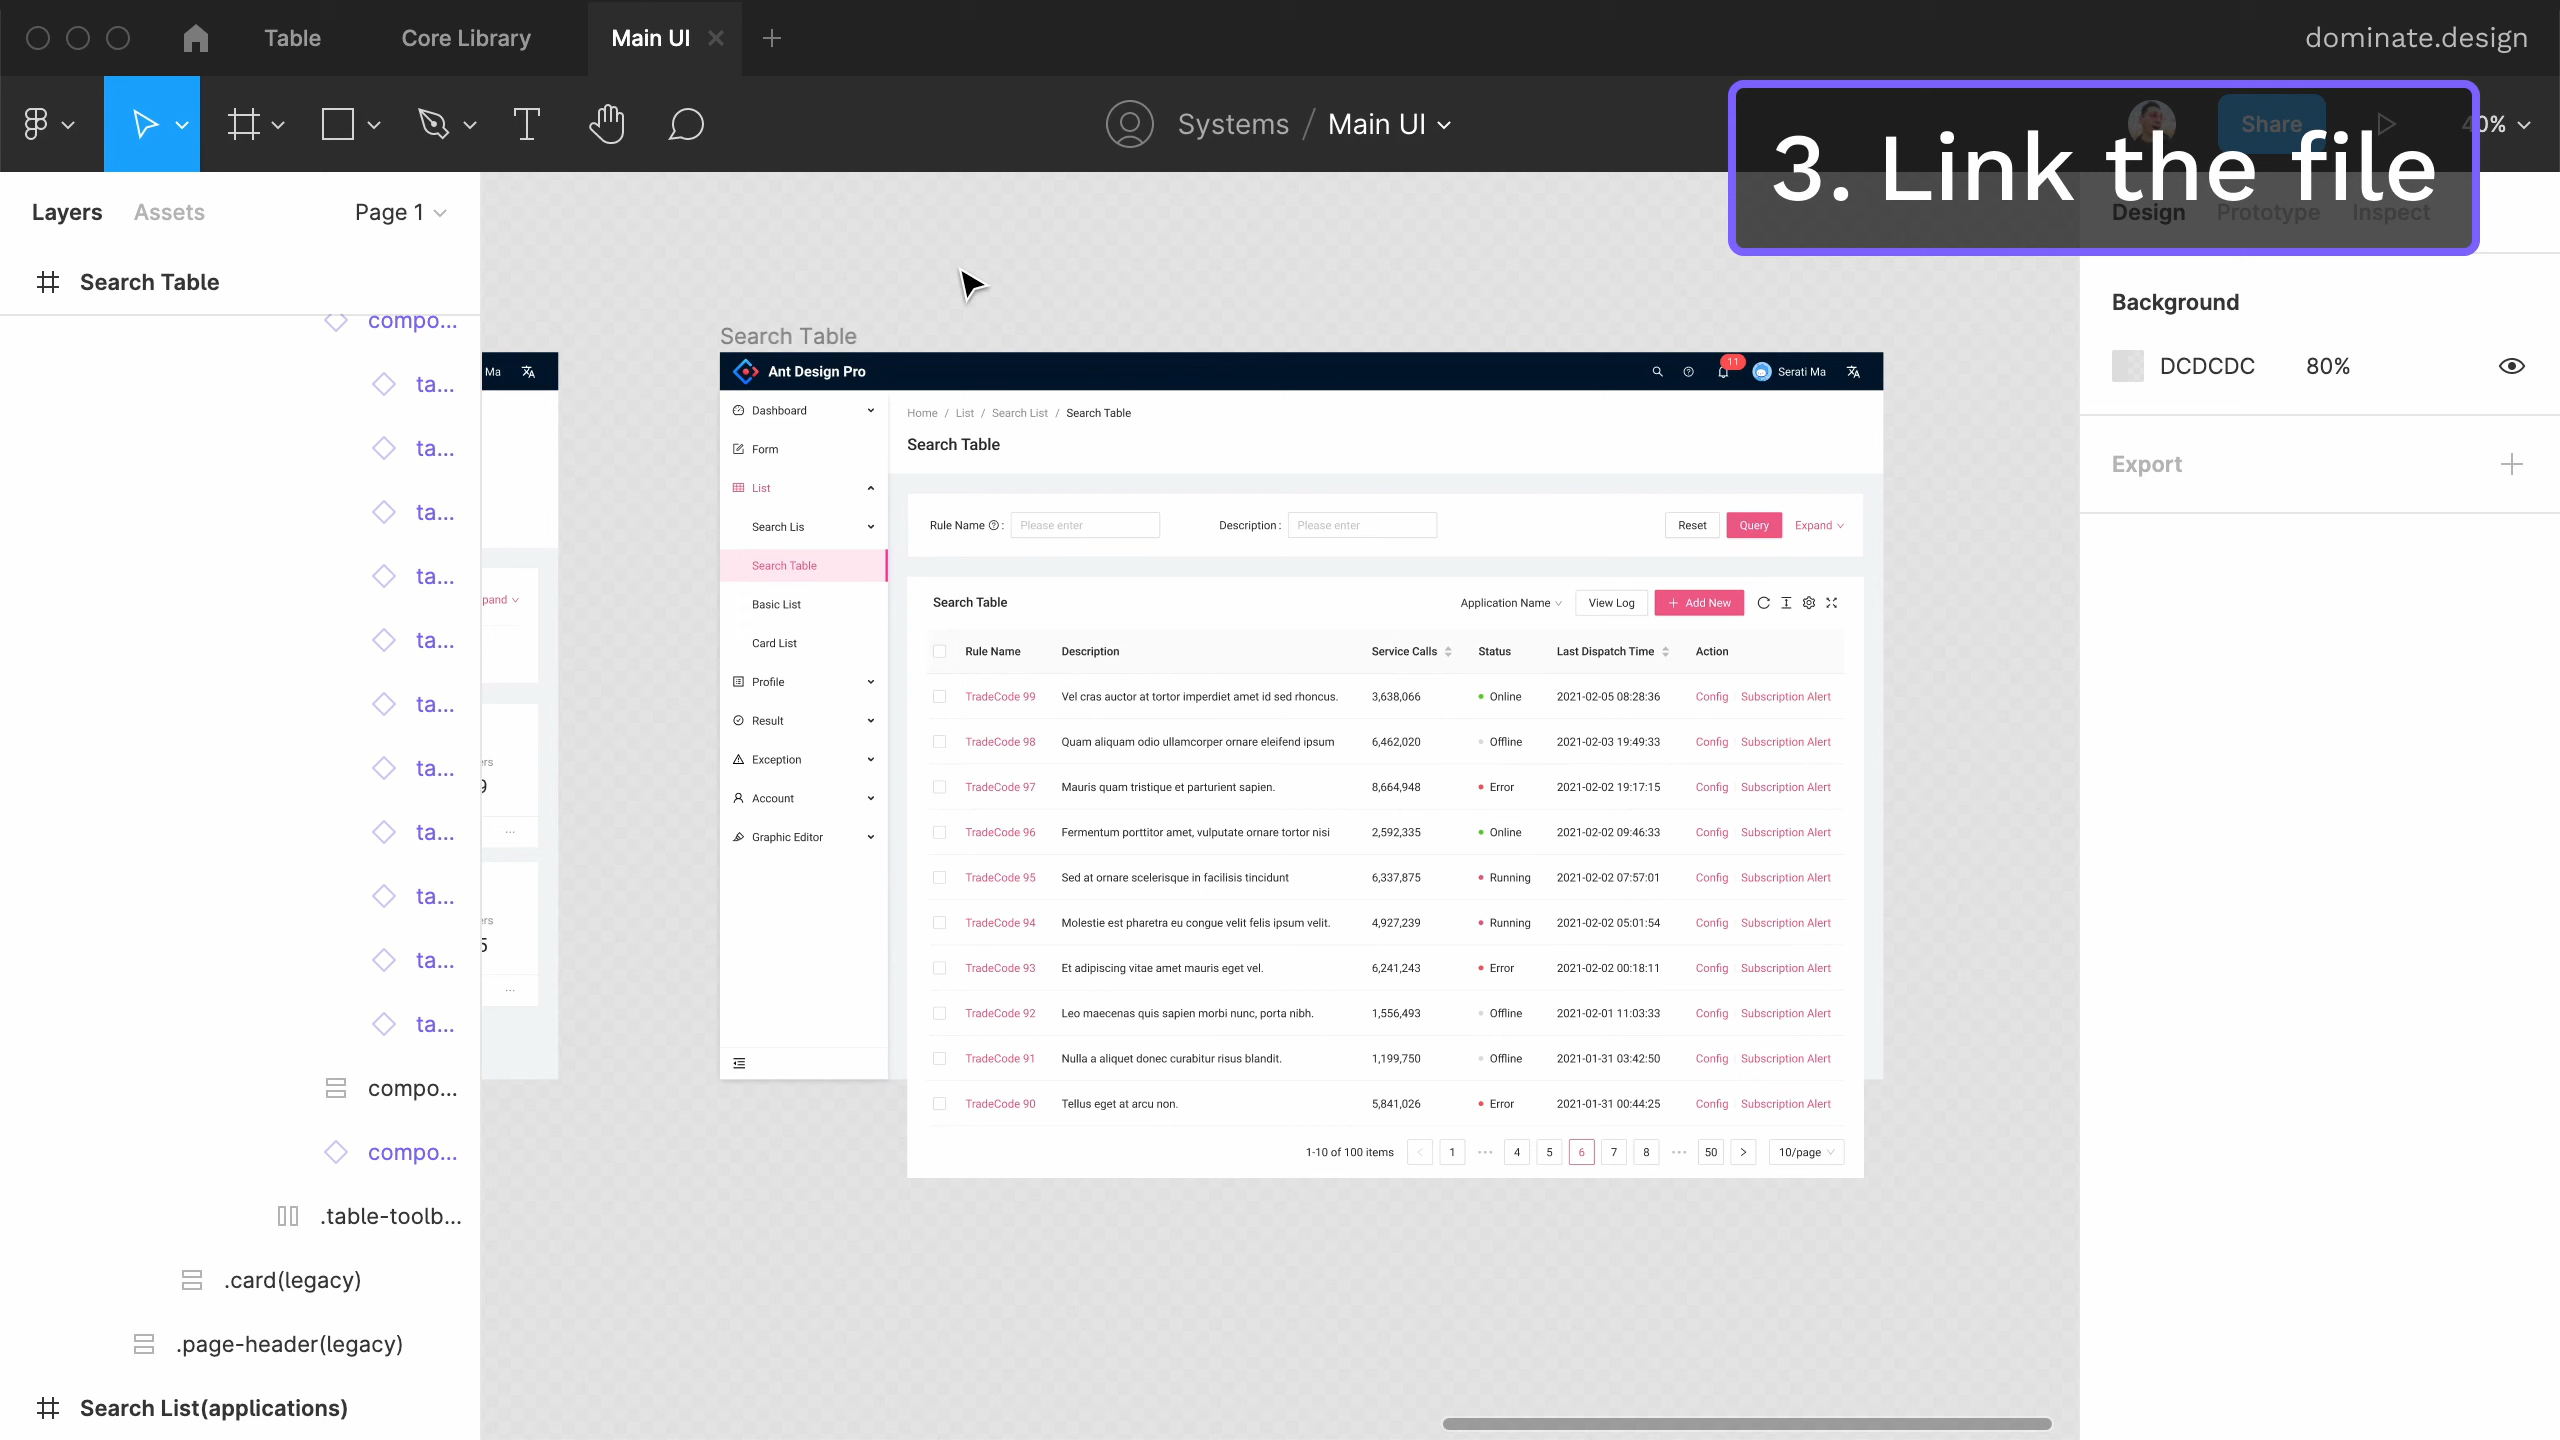 Table
Core Library
Main UI
dominate.design
Systems / Main UI
Share
40%
3. Link the file
Layers
Assets
Page 1
Design
Prototype
Inspect
Search Table
compo...
ta...
ta...
ta...
ta...
ta...
ta...
ta...
ta...
ta...
ta...
ta...
compo...
compo...
.table-toolb...
.card(legacy)
.page-header(legacy)
Search List(applications)
Ma
pand
ers
9
...
ers
5
...
Search Table
Ant Design Pro
11
Serati Ma
Dashboard
Form
List
Search Lis
Search Table
Basic List
Card List
Profile
Result
Exception
Account
Graphic Editor
Home / List / Search List / Search Table
Search Table
Rule Name ? : Please enter
Description : Please enter
Reset
Query
Expand
Search Table
Application Name
View Log
+ Add New
Rule Name Description Service Calls Status Last Dispatch Time Action
TradeCode 99 Vel cras auctor at tortor imperdiet amet id sed rhoncus. 3,638,066 Online 2021-02-05 08:28:36 Config Subscription Alert
TradeCode 98 Quam aliquam odio ullamcorper ornare eleifend ipsum 6,462,020 Offline 2021-02-03 19:49:33 Config Subscription Alert
TradeCode 97 Mauris quam tristique et parturient sapien. 8,664,948 Error 2021-02-02 19:17:15 Config Subscription Alert
TradeCode 96 Fermentum porttitor amet, vulputate ornare tortor nisi 2,592,335 Online 2021-02-02 09:46:33 Config Subscription Alert
TradeCode 95 Sed at ornare scelerisque in facilisis tincidunt 6,337,875 Running 2021-02-02 07:57:01 Config Subscription Alert
TradeCode 94 Molestie est pharetra eu congue velit felis ipsum velit. 4,927,239 Running 2021-02-02 05:01:54 Config Subscription Alert
TradeCode 93 Et adipiscing vitae amet mauris eget vel. 6,241,243 Error 2021-02-02 00:18:11 Config Subscription Alert
TradeCode 92 Leo maecenas quis sapien morbi nunc, porta nibh. 1,556,493 Offline 2021-02-01 11:03:33 Config Subscription Alert
TradeCode 91 Nulla a aliquet donec curabitur risus blandit. 1,199,750 Offline 2021-01-31 03:42:50 Config Subscription Alert
TradeCode 90 Tellus eget at arcu non. 5,841,026 Error 2021-01-31 00:44:25 Config Subscription Alert
1-10 of 100 items < 1 ··· 4 5 6 7 8 ··· 50 > 10/page
Background
DCDCDC 80%
Export